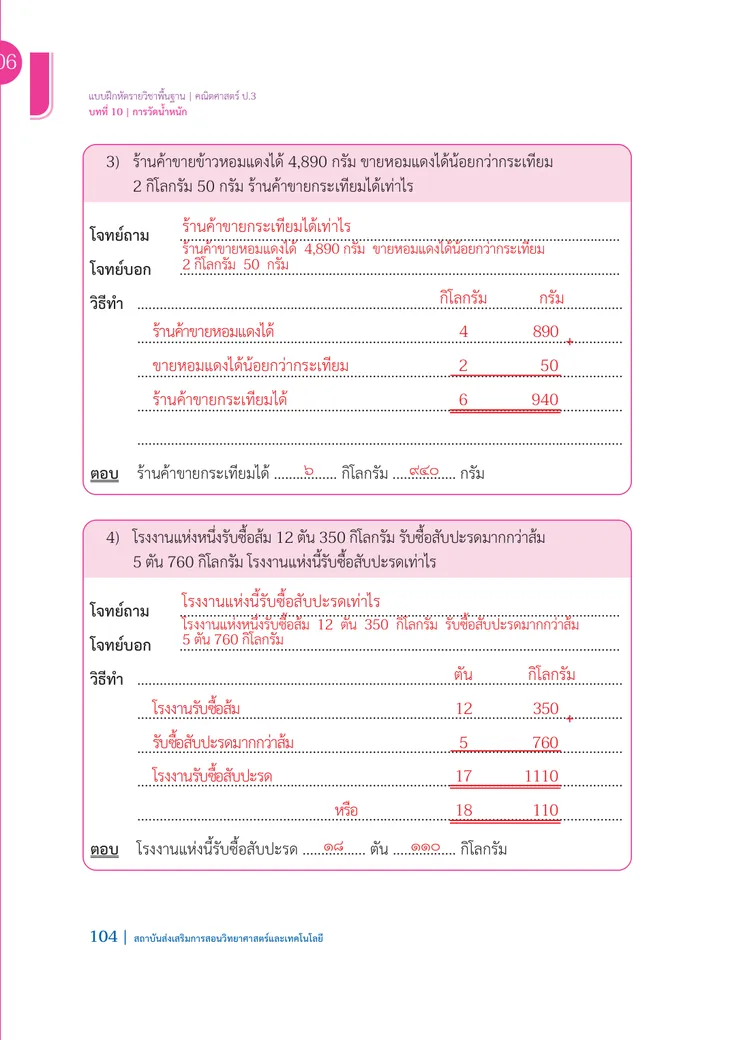 06
แบบฝึกหัดรายวิชาพื้นฐาน | คณิตศาสตร์ ป.3
บทที่ 10 | การวัดน้ำหนัก
3) ร้านค้าขายข้าวหอมแดงได้ 4,890 กรัม ขายหอมแดงได้น้อยกว่ากระเทียม
2 กิโลกรัม 50 กรัม ร้านค้าขายกระเทียมได้เท่าไร
โจทย์ถาม ร้านค้าขายกระเทียมได้เท่าไร
ร้านค้าขายหอมแดงได้ 4,890 กรัม ขายหอมแดงได้น้อยกว่ากระเทียม
โจทย์บอก 2 กิโลกรัม 50 กรัม
วิธีทำ กิโลกรัม กรัม
ร้านค้าขายหอมแดงได้ 4 890 +
ขายหอมแดงได้น้อยกว่ากระเทียม 2 50
ร้านค้าขายกระเทียมได้ 6 940
ตอบ ร้านค้าขายกระเทียมได้ ........๖........ กิโลกรัม ....๙๔๐.... กรัม
4) โรงงานแห่งหนึ่งรับซื้อส้ม 12 ตัน 350 กิโลกรัม รับซื้อสับปะรดมากกว่าส้ม
5 ตัน 760 กิโลกรัม โรงงานแห่งนี้รับซื้อสับปะรดเท่าไร
โจทย์ถาม โรงงานแห่งนี้รับซื้อสับปะรดเท่าไร
โรงงานแห่งหนึ่งรับซื้อส้ม 12 ตัน 350 กิโลกรัม รับซื้อสับปะรดมากกว่าส้ม
โจทย์บอก 5 ตัน 760 กิโลกรัม
วิธีทำ ตัน กิโลกรัม
โรงงานรับซื้อส้ม 12 350 +
รับซื้อสับปะรดมากกว่าส้ม 5 760
โรงงานรับซื้อสับปะรด 17 1110
หรือ 18 110
ตอบ โรงงานแห่งนี้รับซื้อสับปะรด ......๑๘...... ตัน ....๑๑๐.... กิโลกรัม
104 | สถาบันส่งเสริมการสอนวิทยาศาสตร์และเทคโนโลยี